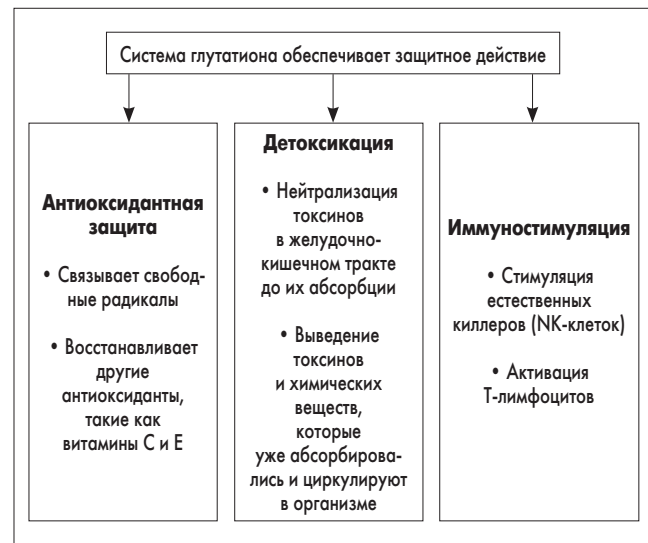 Система глутатиона обеспечивает защитное действие
Антиоксидантная
защита
• Связывает свобод-
ные радикалы
• Восстанавливает
другие
антиоксиданты,
такие как
витамины С и Е
Детоксикация
• Нейтрализация
токсинов
в желудочно-
кишечном тракте
до их абсорбции
• Выведение
токсинов
и химических
веществ,
которые
уже абсорбирова-
лись и циркулируют
в организме
Иммуностимуляция
• Стимуляция
естественных
киллеров (NK-клеток)
• Активация
Т-лимфоцитов